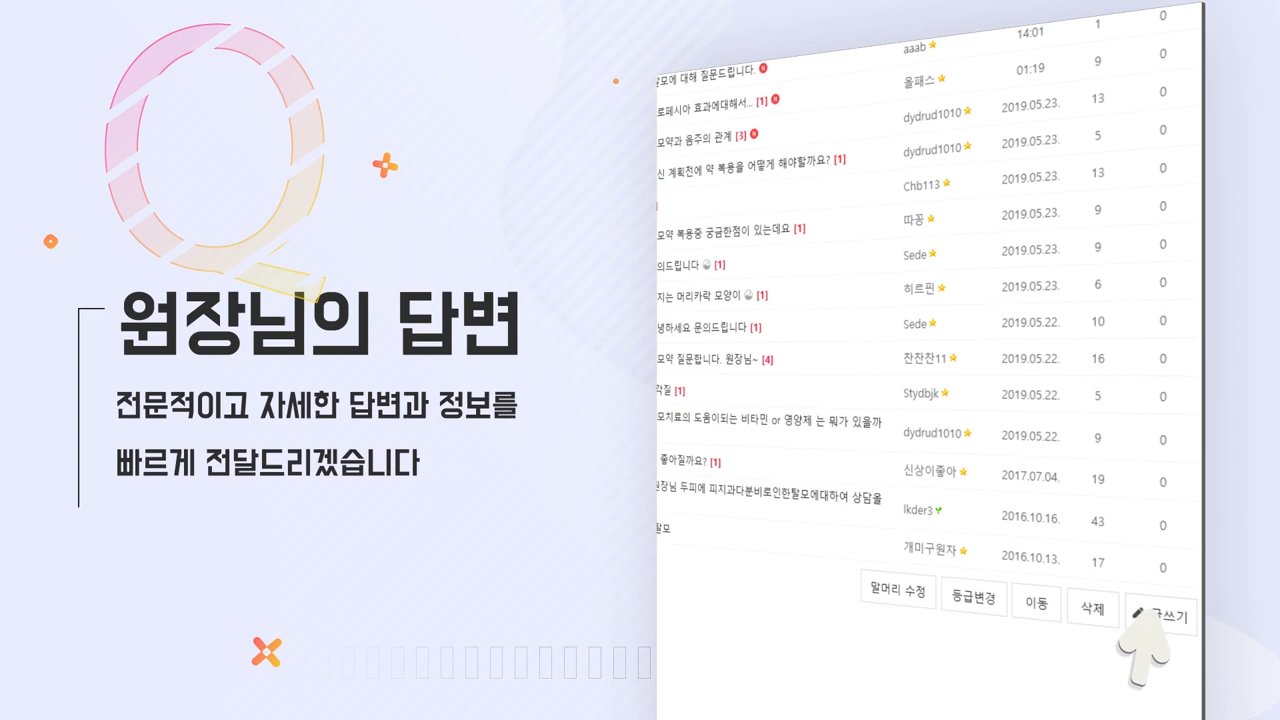 Q
원장님의 답변
전문적이고 자세한 답변과 정보를
빠르게 전달드리겠습니다
탈모에 대해 질문드립니다. aaab 14:01 1 0
로페시아 효과에대해서... [1] 올패스 01:19 9 0
모약과 음주의 관계 [3] dydrud1010 2019.05.23. 13 0
신 계획전에 약 복용을 어떻게 해야할까요? [1] dydrud1010 2019.05.23. 5 0
Chb113 2019.05.23. 13 0
모약 복용중 궁금한점이 있는데요 [1] 따꽁 2019.05.23. 9 0
의드립니다 [1] Sede 2019.05.23. 9 0
지는 머리카락 모양이 [1] 히르핀 2019.05.23. 6 0
녕하세요 문의드립니다 [1] Sede 2019.05.22. 10 0
모약 질문합니다. 원장님~ [4] 찬찬찬11 2019.05.22. 16 0
각질 [1] Stydbjk 2019.05.22. 5 0
모치료의 도움이되는 비타민 or 영양제 는 뭐가 있을까 dydrud1010 2019.05.22. 9 0
좋아질까요? [1] 신상이좋아 2017.07.04. 19 0
원장님 두피에 피지과다분비로인한탈모에대하여 상담을 lkder3 2016.10.16. 43 0
탈모 개미구원자 2016.10.13. 17 0
말머리 수정 등급변경 이동 삭제 글쓰기